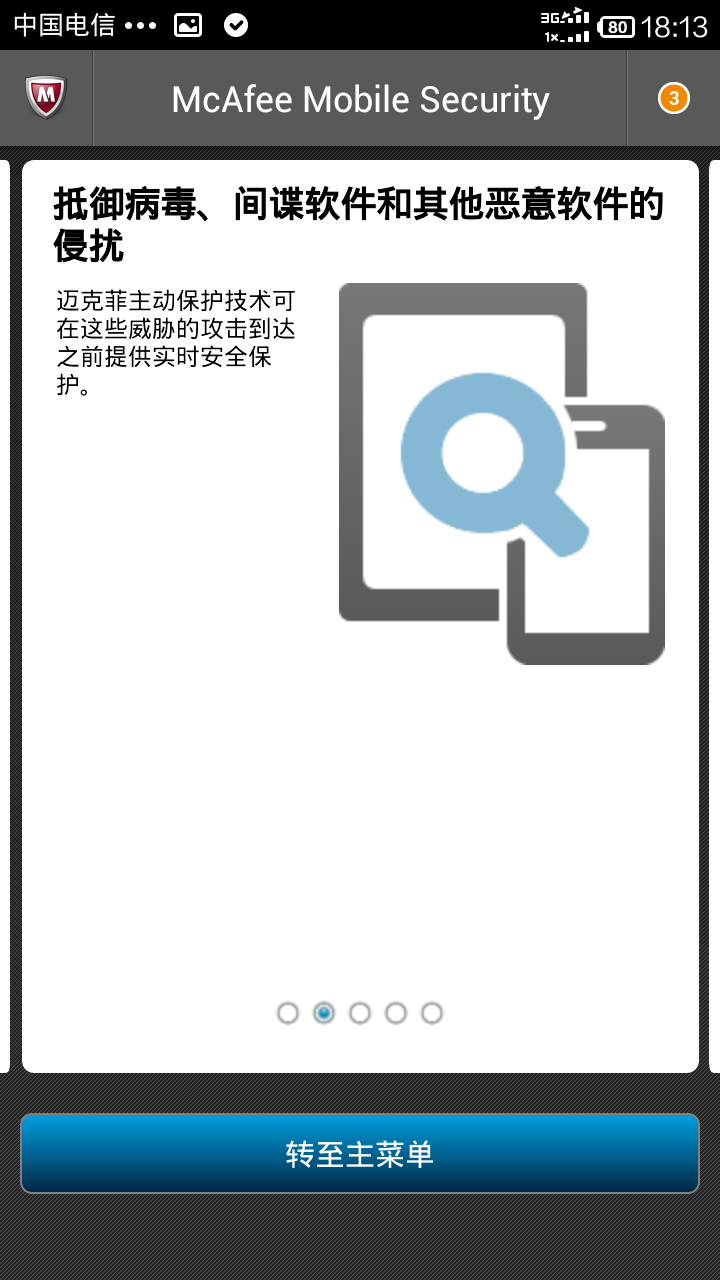 中国电信 ••• 3G 1x 80 18:13
McAfee Mobile Security 3
抵御病毒、间谍软件和其他恶意软件的
侵扰
迈克菲主动保护技术可
在这些威胁的攻击到达
之前提供实时安全保
护。
转至主菜单